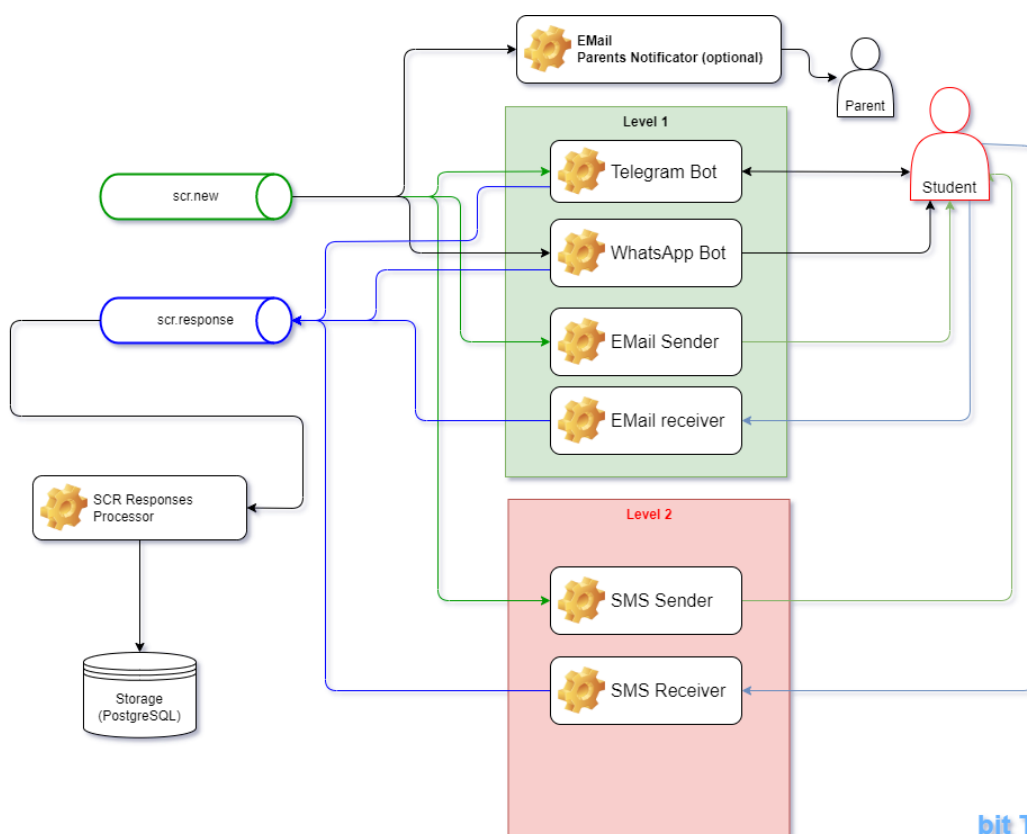 EMail
Parents Notificator (optional)
Parent
Level 1
Telegram Bot
Student
scr.new
WhatsApp Bot
scr.response
EMail Sender
EMail receiver
SCR Responses
Processor
Level 2
SMS Sender
Storage
(PostgreSQL)
SMS Receiver
bit T